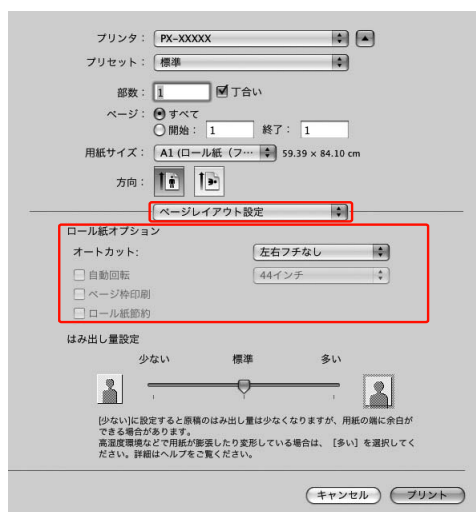 プリンタ： PX-XXXXX
プリセット： 標準
部数： 1 丁合い
ページ： すべて
開始： 1 終了： 1
用紙サイズ： A1 (ロール紙（フ… 59.39 × 84.10 cm
方向：
ページレイアウト設定
ロール紙オプション
オートカット: 左右フチなし
自動回転 44インチ
ページ枠印刷
ロール紙節約
はみ出し量設定
少ない 標準 多い
[少ない]に設定すると原稿のはみ出し量は少なくなりますが、用紙の端に余白が
できる場合があります。
高湿度環境などで用紙が膨張したり変形している場合は、［多い］を選択してく
ださい。詳細はヘルプをご覧ください。
キャンセル プリント